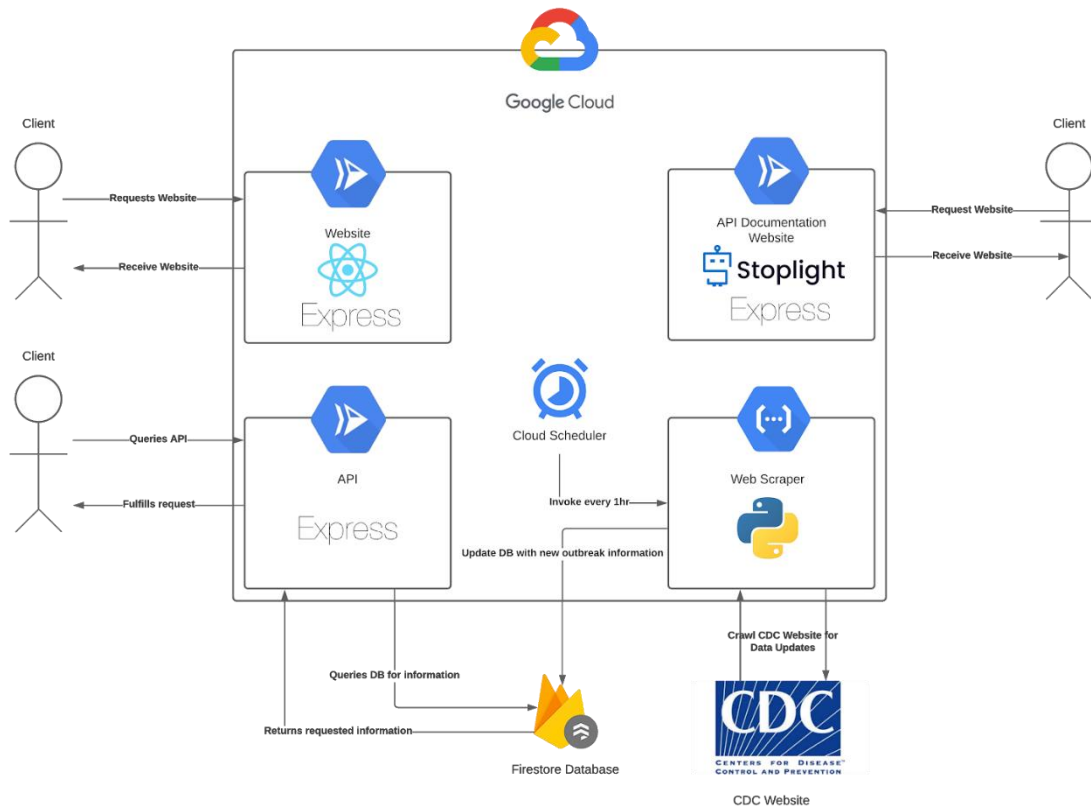 Google Cloud
Client
Client
Requests Website
Receive Website
Website
Express
API Documentation
Website
Stoplight
Express
Request Website
Receive Website
Client
Queries API
Fulfills request
API
Express
Cloud Scheduler
Invoke every 1hr
Web Scraper
Update DB with new outbreak information
Crawl CDC Website for
Data Updates
Queries DB for information
Returns requested information
Firestore Database
CDC
CENTERS FOR DISEASE
CONTROL AND PREVENTION
CDC Website